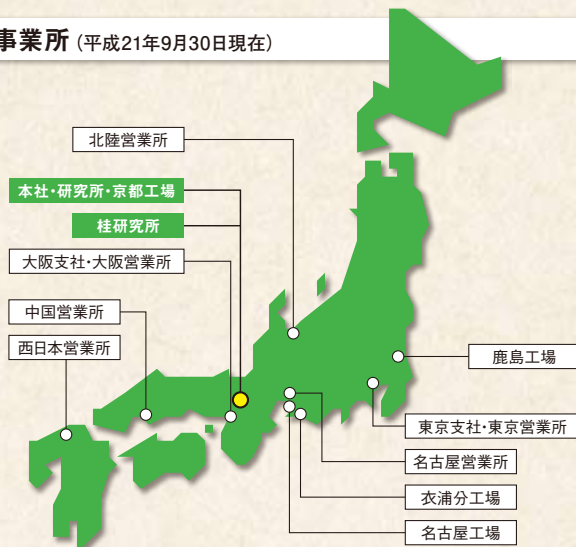 事業所 (平成21年9月30日現在)
北陸営業所
本社・研究所・京都工場
桂研究所
大阪支社・大阪営業所
中国営業所
西日本営業所
鹿島工場
東京支社・東京営業所
名古屋営業所
衣浦分工場
名古屋工場